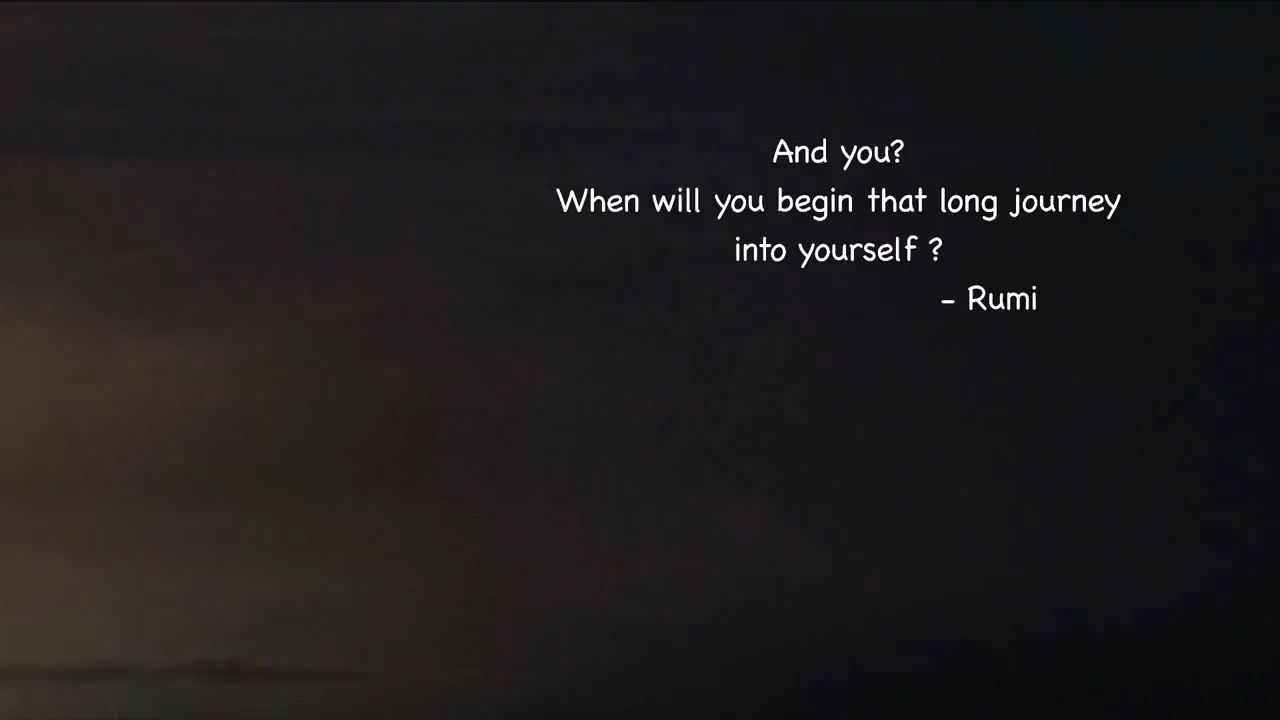 And you?
When will you begin that long journey
into yourself ?
- Rumi